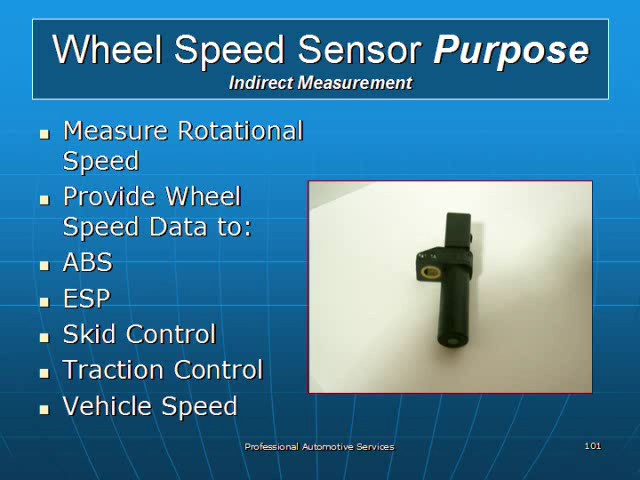 Wheel Speed Sensor Purpose
Indirect Measurement
Measure Rotational
Speed
Provide Wheel
Speed Data to:
ABS
ESP
Skid Control
Traction Control
Vehicle Speed
Professional Automotive Services
101